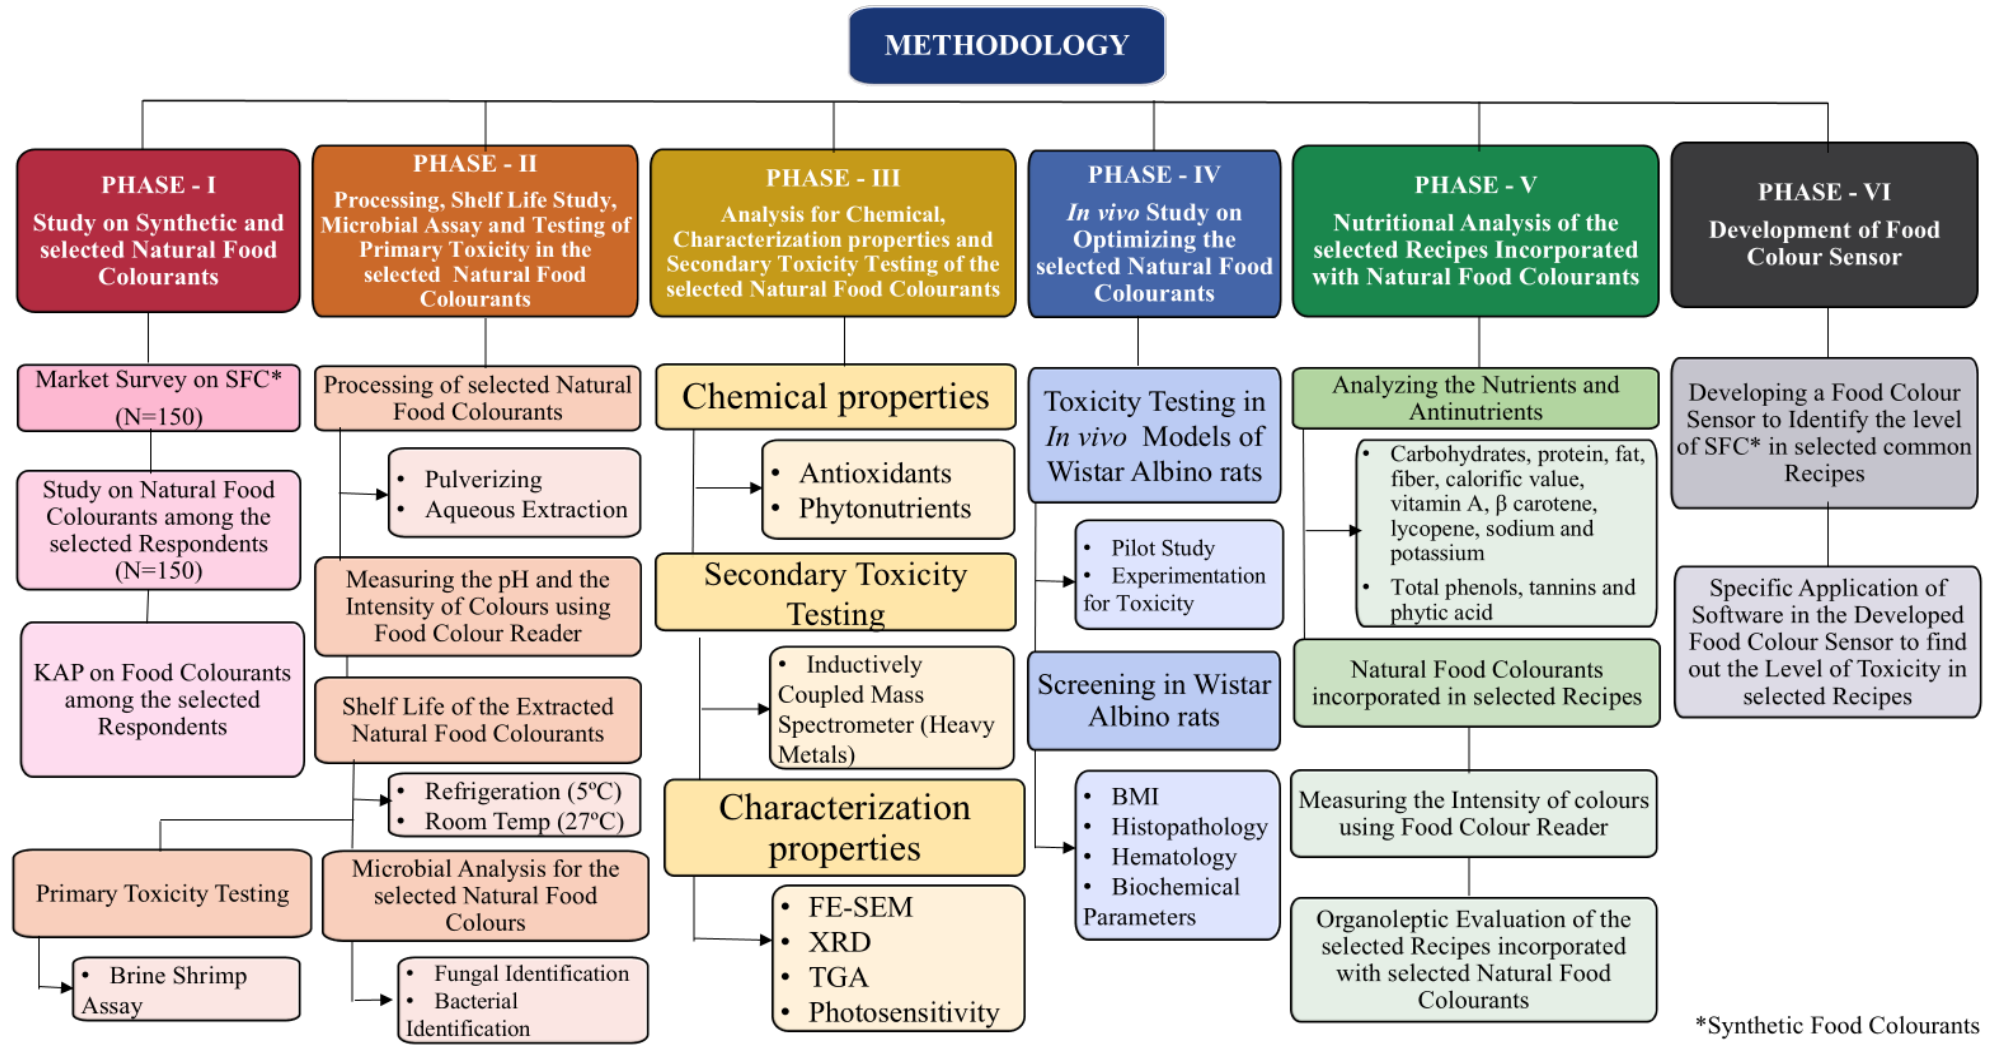 METHODOLOGY
PHASE - I
Study on Synthetic and
selected Natural Food
Colourants
Market Survey on SFC*
(N=150)
Study on Natural Food
Colourants among the
selected Respondents
(N=150)
KAP on Food Colourants
among the selected
Respondents
PHASE - II
Processing, Shelf Life Study,
Microbial Assay and Testing of
Primary Toxicity in the
selected Natural Food
Colourants
Processing of selected Natural
Food Colourants
• Pulverizing
• Aqueous Extraction
Measuring the pH and the
Intensity of Colours using
Food Colour Reader
Shelf Life of the Extracted
Natural Food Colourants
• Refrigeration (5ºC)
• Room Temp (27ºC)
Primary Toxicity Testing
• Brine Shrimp
Assay
Microbial Analysis for the
selected Natural Food
Colours
• Fungal Identification
• Bacterial
Identification
PHASE - III
Analysis for Chemical,
Characterization properties and
Secondary Toxicity Testing of the
selected Natural Food Colourants
Chemical properties
• Antioxidants
• Phytonutrients
Secondary Toxicity
Testing
• Inductively
Coupled Mass
Spectrometer (Heavy
Metals)
Characterization
properties
• FE-SEM
• XRD
• TGA
• Photosensitivity
PHASE - IV
In vivo Study on
Optimizing the
selected Natural Food
Colourants
Toxicity Testing in
In vivo Models of
Wistar Albino rats
• Pilot Study
• Experimentation
for Toxicity
Screening in Wistar
Albino rats
• BMI
• Histopathology
• Hematology
• Biochemical
Parameters
PHASE - V
Nutritional Analysis of the
selected Recipes Incorporated
with Natural Food Colourants
Analyzing the Nutrients and
Antinutrients
• Carbohydrates, protein, fat,
fiber, calorific value,
vitamin A, β carotene,
lycopene, sodium and
potassium
• Total phenols, tannins and
phytic acid
Natural Food Colourants
incorporated in selected Recipes
Measuring the Intensity of colours
using Food Colour Reader
Organoleptic Evaluation of the
selected Recipes incorporated
with selected Natural Food
Colourants
PHASE - VI
Development of Food
Colour Sensor
Developing a Food Colour
Sensor to Identify the level
of SFC* in selected common
Recipes
Specific Application of
Software in the Developed
Food Colour Sensor to find
out the Level of Toxicity in
selected Recipes
*Synthetic Food Colourants